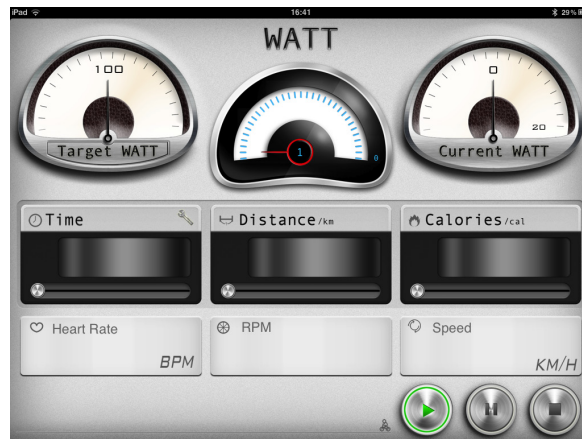 iPad 16:41 29%
WATT
100
Target WATT
1
0
0
20
Current WATT
Time
Distance/km
Calories/cal
Heart Rate
BPM
RPM
Speed
KM/H